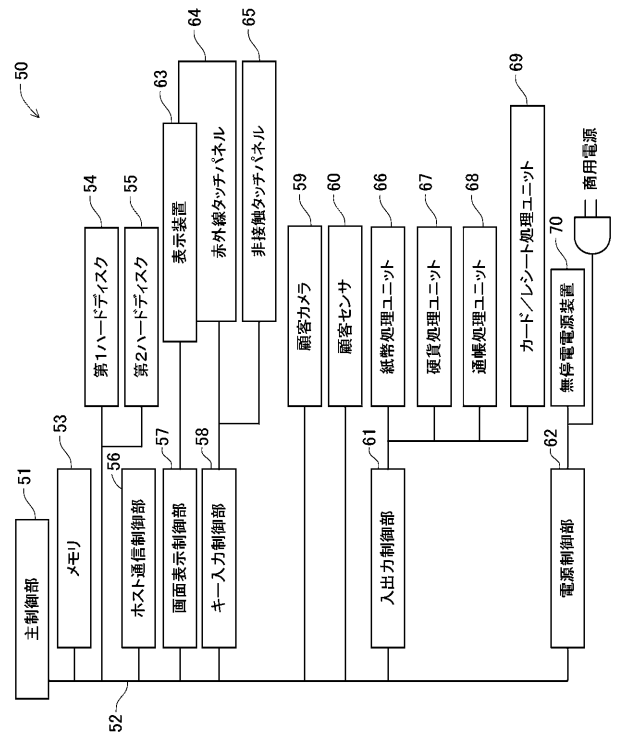 50
51
主制御部
52
53
メモリ
54
第1ハードディスク
55
第2ハードディスク
56
ホスト通信制御部
57
画面表示制御部
63
表示装置
58
キー入力制御部
64
赤外線タッチパネル
65
非接触タッチパネル
59
顧客カメラ
60
顧客センサ
61
入出力制御部
66
紙幣処理ユニット
67
硬貨処理ユニット
68
通帳処理ユニット
69
カード/レシート処理ユニット
62
電源制御部
70
無停電電源装置
商用電源